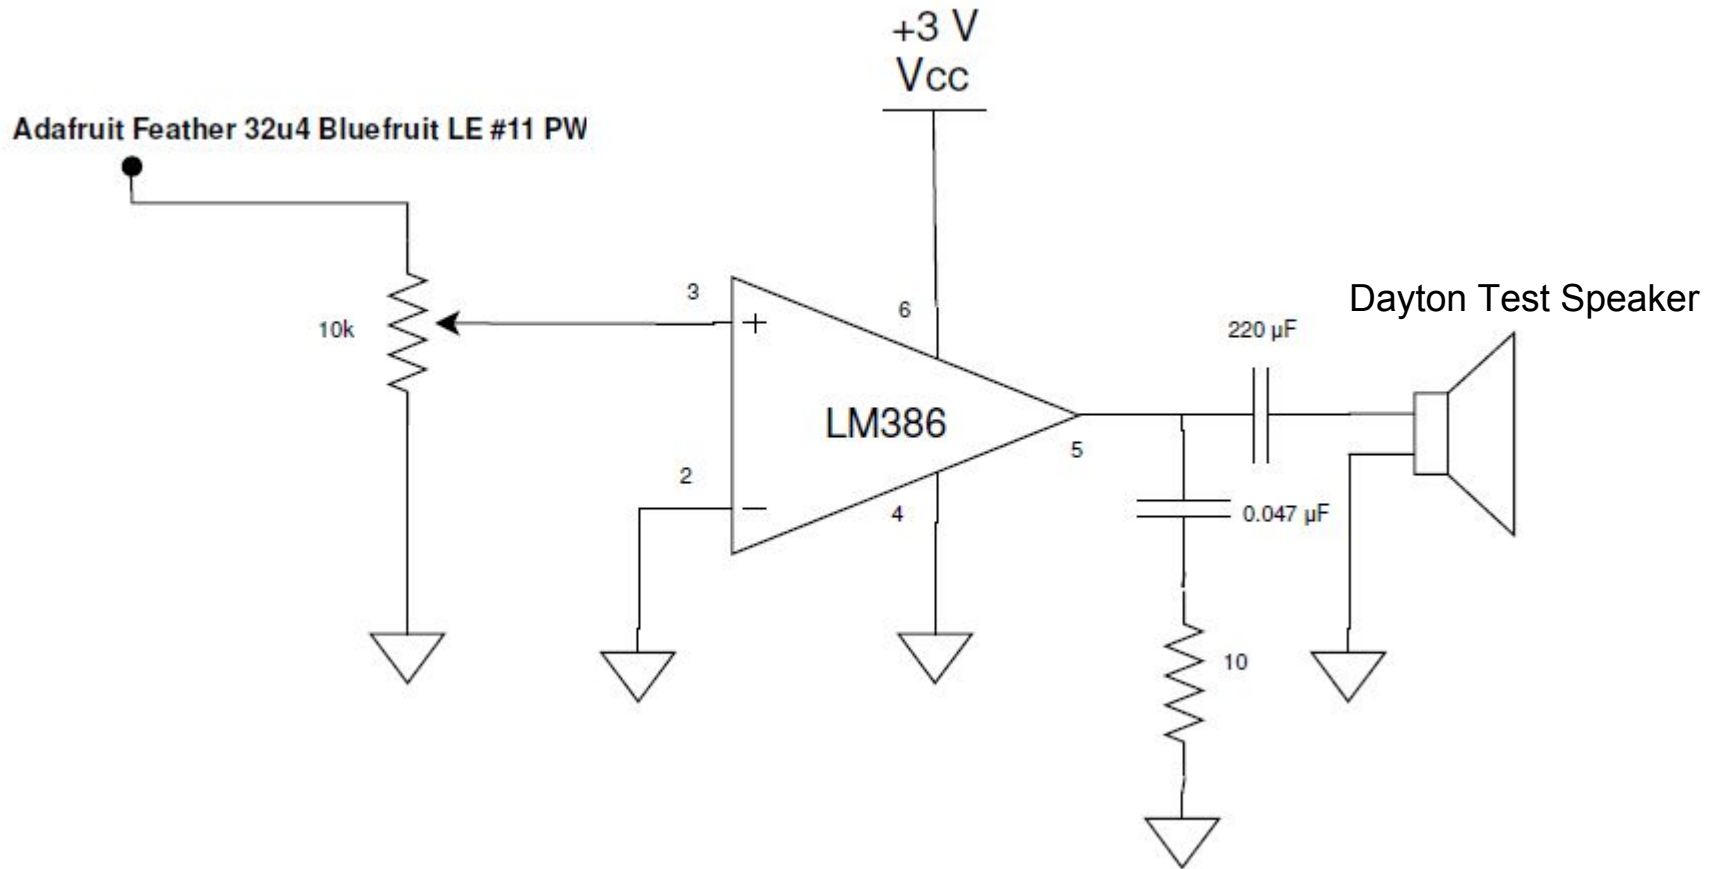 +3 V
Vcc
Adafruit Feather 32u4 Bluefruit LE #11 PW
Dayton Test Speaker
3
6
220 µF
10k
+
LM386
5
2
−
4
0.047 µF
10